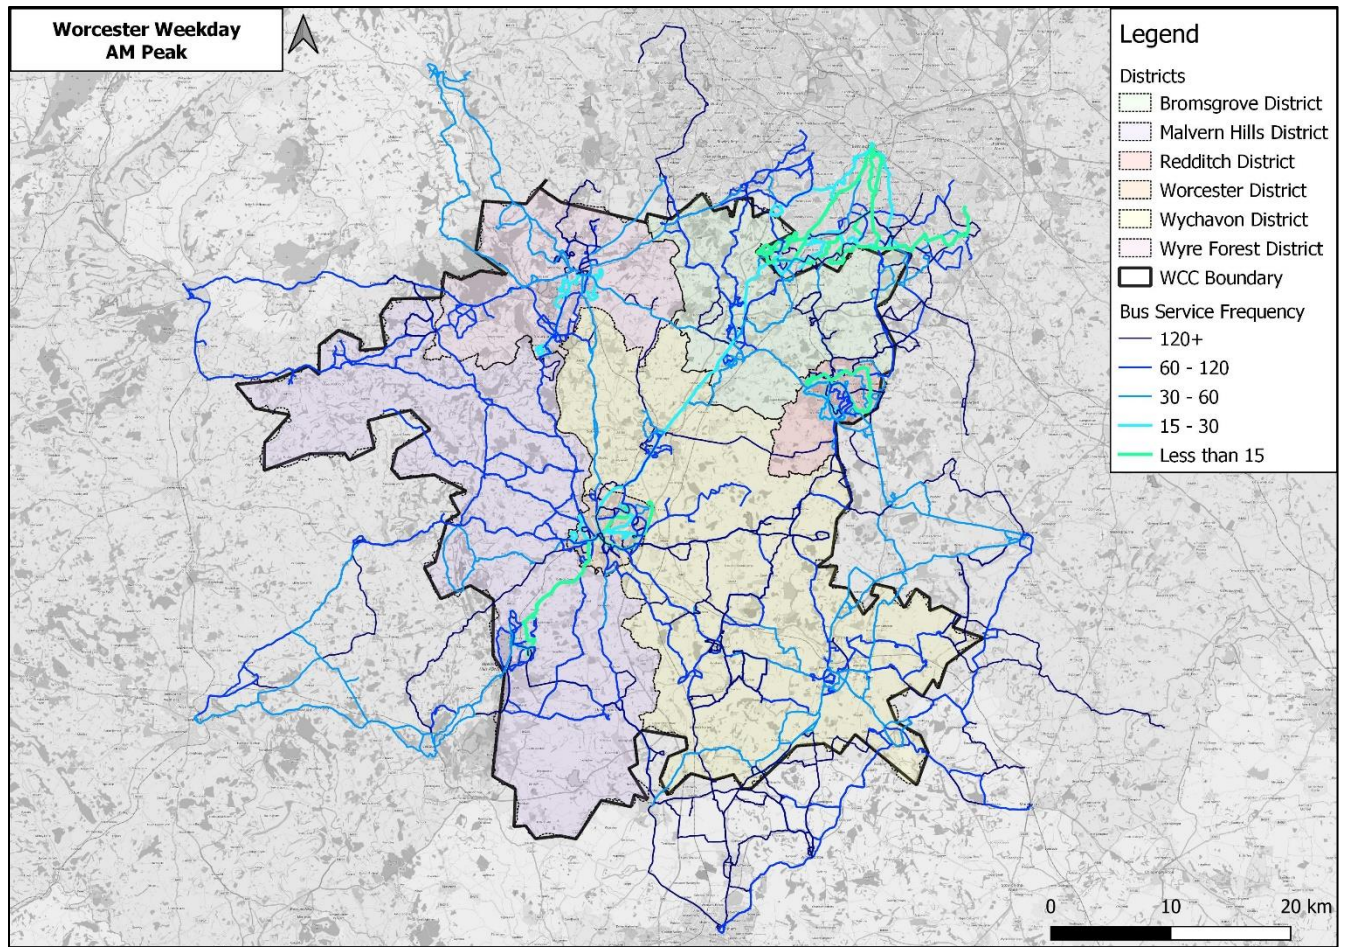 Worcester Weekday
AM Peak
Legend
Districts
Bromsgrove District
Malvern Hills District
Redditch District
Worcester District
Wychavon District
Wyre Forest District
WCC Boundary
Bus Service Frequency
120+
60 - 120
30 - 60
15 - 30
Less than 15
0 10 20 km